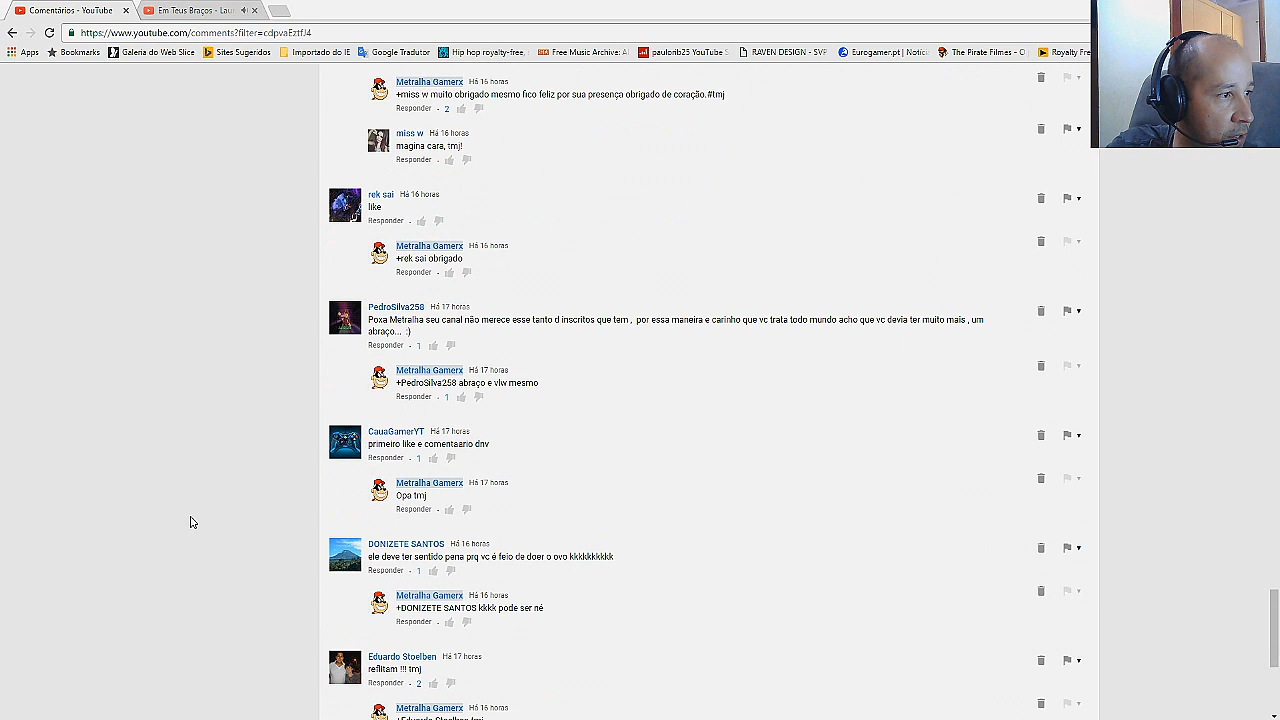 Comentários - YouTube
Em Teus Braços - Lau
https://www.youtube.com/comments?filter=cdpvaEztfJ4
Apps
Bookmarks
Galeria do Web Slice
Sites Sugeridos
Importado do IE
Google Tradutor
Hip hop royalty-free,
Free Music Archive: A
paulorib25 YouTube S
RAVEN DESIGN - SVP
Eurogamer.pt | Notíc
The Pirate Filmes - O
Royalty Fre
Metralha Gamerx Há 16 horas
+miss w muito obrigado mesmo fico feliz por sua presença obrigado de coração.#tmj
Responder · 2
miss w Há 16 horas
magina cara, tmj!
Responder ·
rek sai Há 16 horas
like
Responder ·
Metralha Gamerx Há 16 horas
+rek sai obrigado
Responder ·
PedroSilva258 Há 17 horas
Poxa Metralha seu canal não merece esse tanto d inscritos que tem , por essa maneira e carinho que vc trata todo mundo acho que vc devia ter muito mais , um
abraço... :)
Responder · 1
Metralha Gamerx Há 17 horas
+PedroSilva258 abraço e vlw mesmo
Responder · 1
CauaGamerYT Há 17 horas
primeiro like e comentaario dnv
Responder · 1
Metralha Gamerx Há 17 horas
Opa tmj
Responder ·
DONIZETE SANTOS Há 16 horas
ele deve ter sentido pena prq vc é feio de doer o ovo kkkkkkkkkk
Responder · 1
Metralha Gamerx Há 16 horas
+DONIZETE SANTOS kkkk pode ser né
Responder ·
Eduardo Stoelben Há 17 horas
reflitam !!! tmj
Responder · 2
Metralha Gamerx Há 16 horas
+Eduardo Stoelben tmj